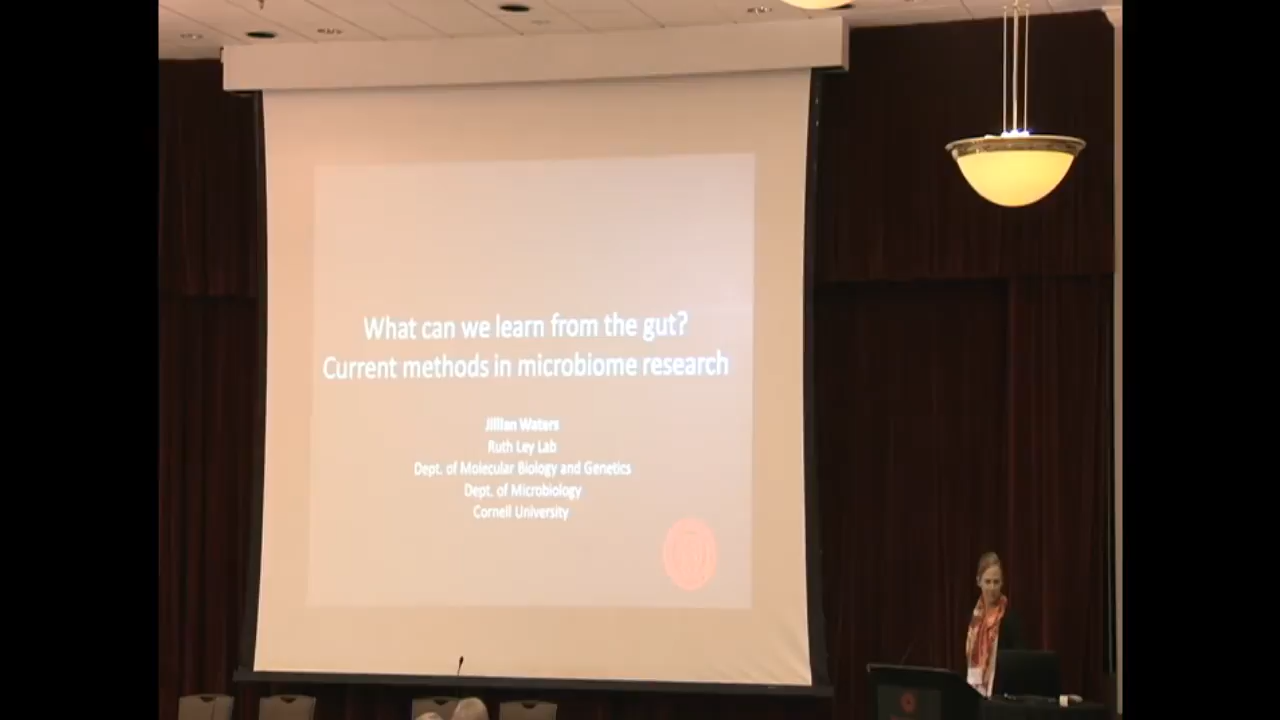 What can we learn from the gut?
Current methods in microbiome research
Jillian Waters
Ruth Ley Lab
Dept. of Molecular Biology and Genetics
Dept. of Microbiology
Cornell University